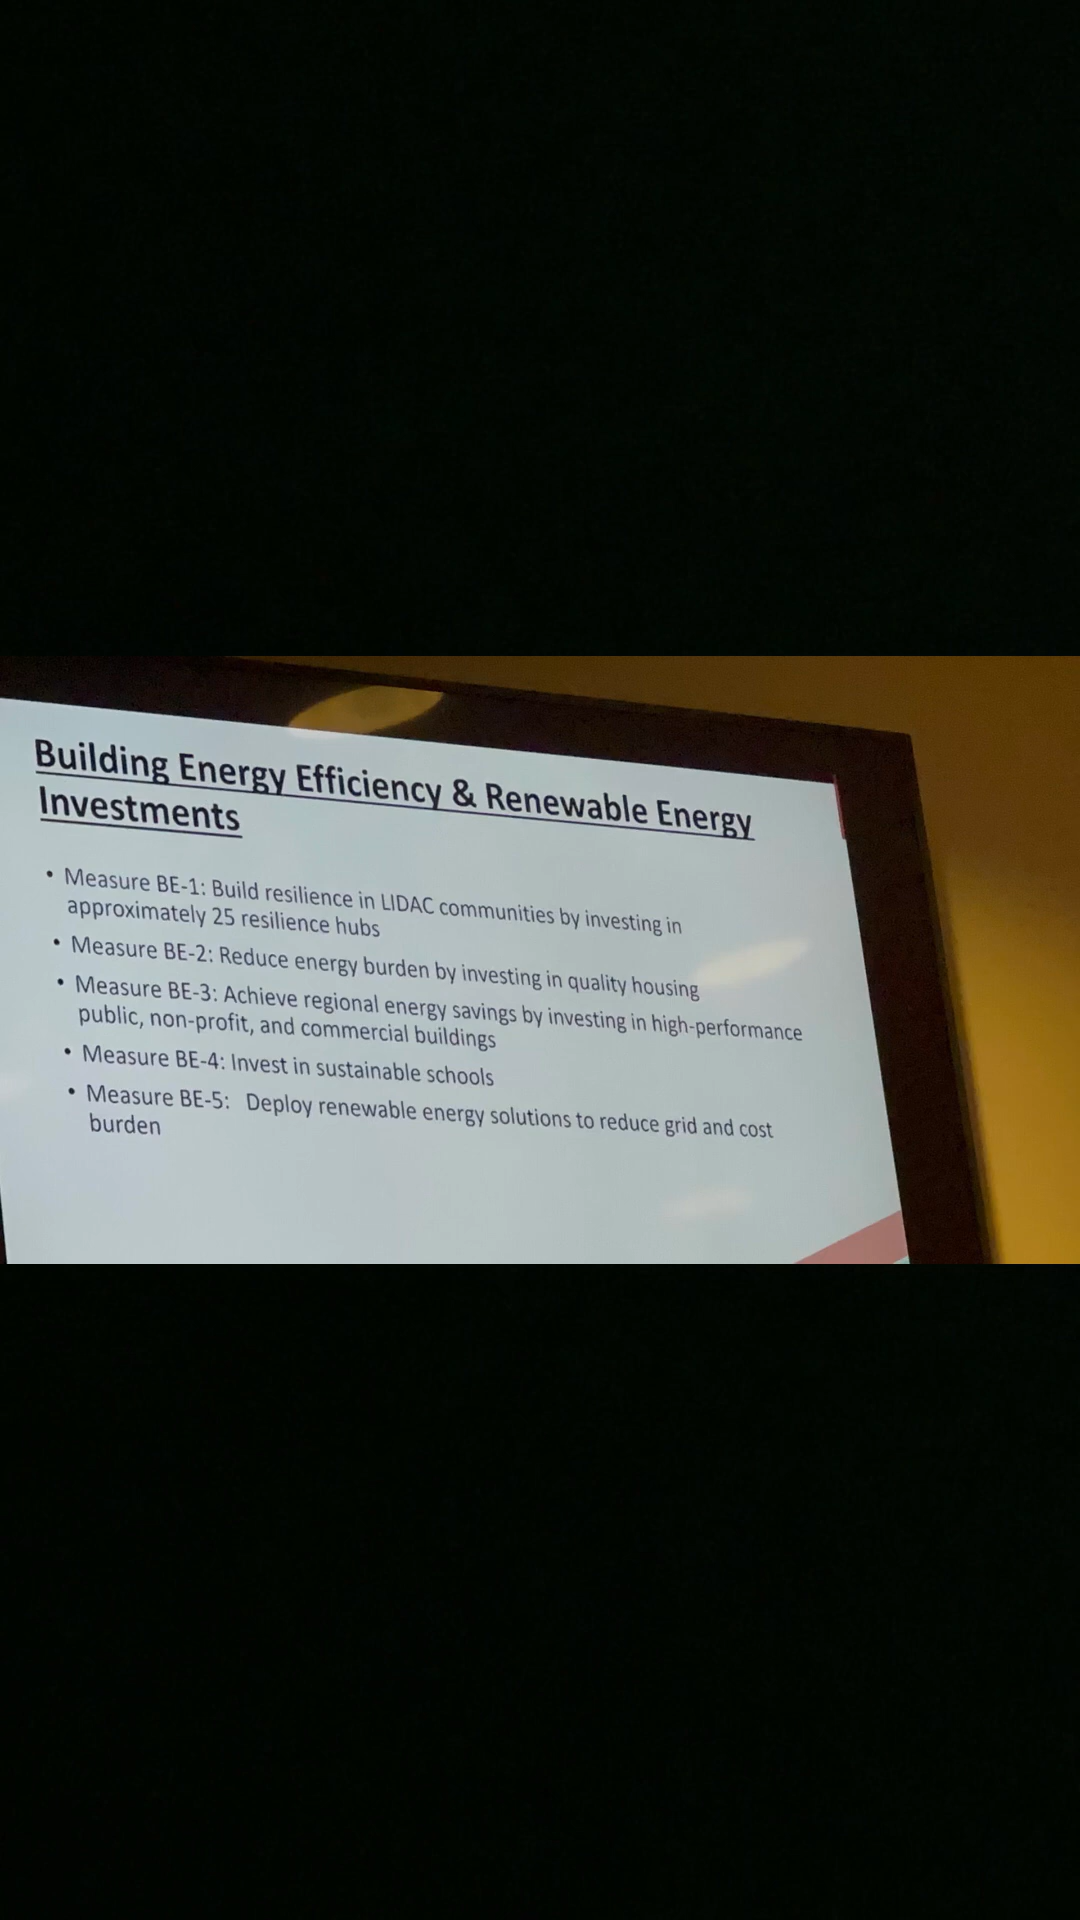 Building Energy Efficiency & Renewable Energy
Investments
• Measure BE-1: Build resilience in LIDAC communities by investing in
approximately 25 resilience hubs
• Measure BE-2: Reduce energy burden by investing in quality housing
• Measure BE-3: Achieve regional energy savings by investing in high-performance
public, non-profit, and commercial buildings
• Measure BE-4: Invest in sustainable schools
• Measure BE-5:   Deploy renewable energy solutions to reduce grid and cost
burden